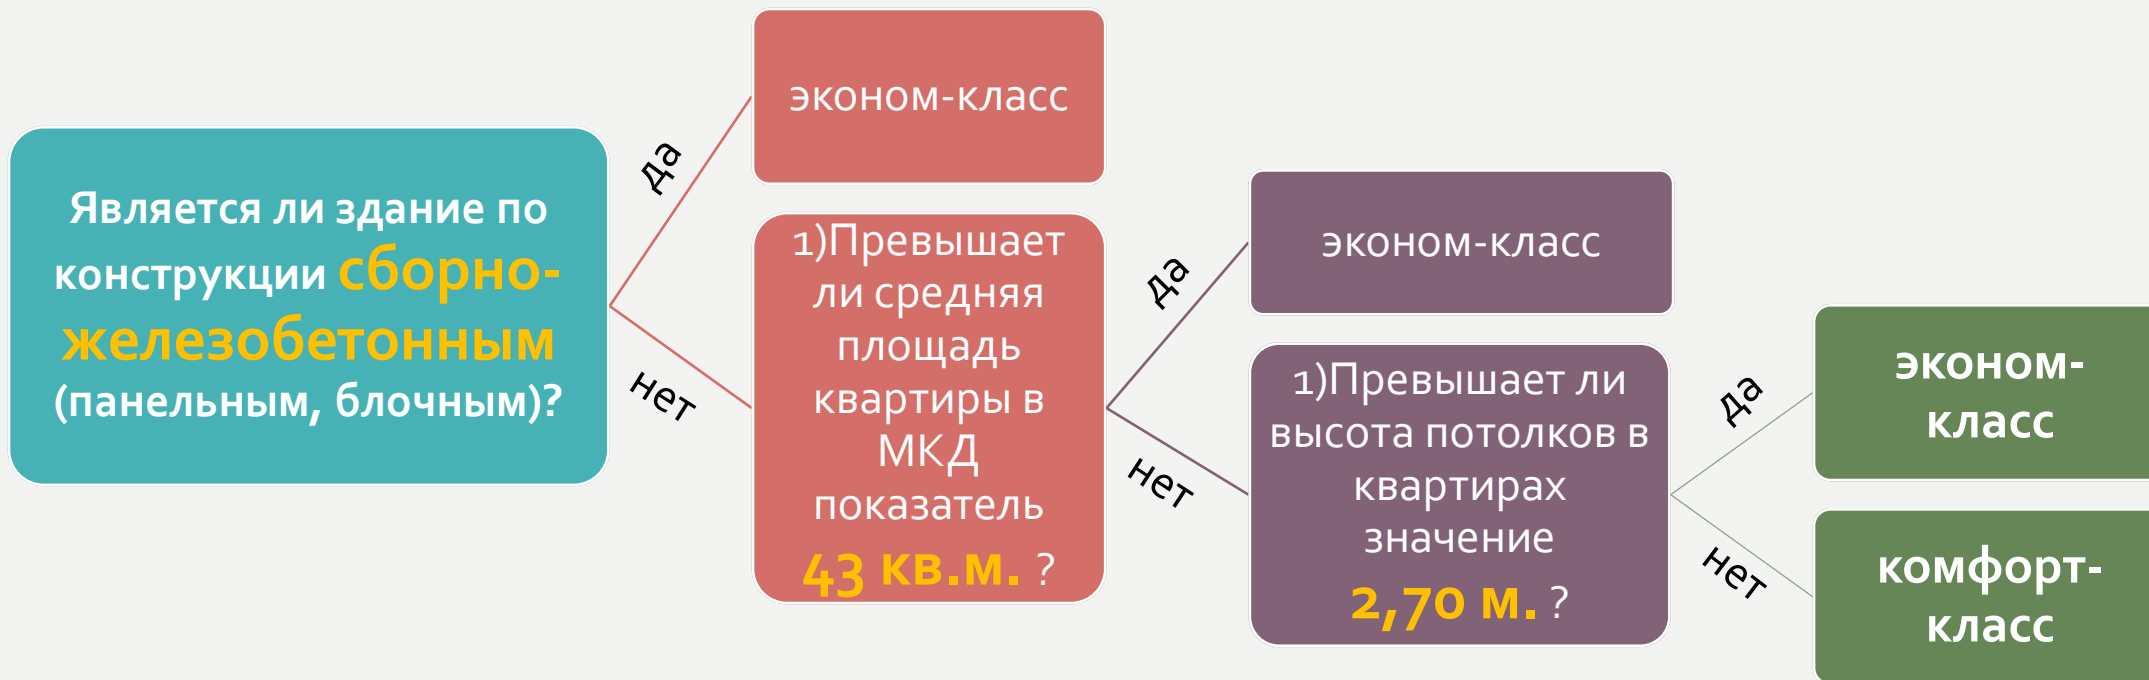 Является ли здание по
конструкции сборно-
железобетонным
(панельным, блочным)?
да
нет
эконом-класс
1)Превышает
ли средняя
площадь
квартиры в
МКД
показатель
43 кв.м. ?
да
нет
эконом-класс
1)Превышает ли
высота потолков в
квартирах
значение
2,70 м. ?
да
нет
эконом-
класс
комфорт-
класс